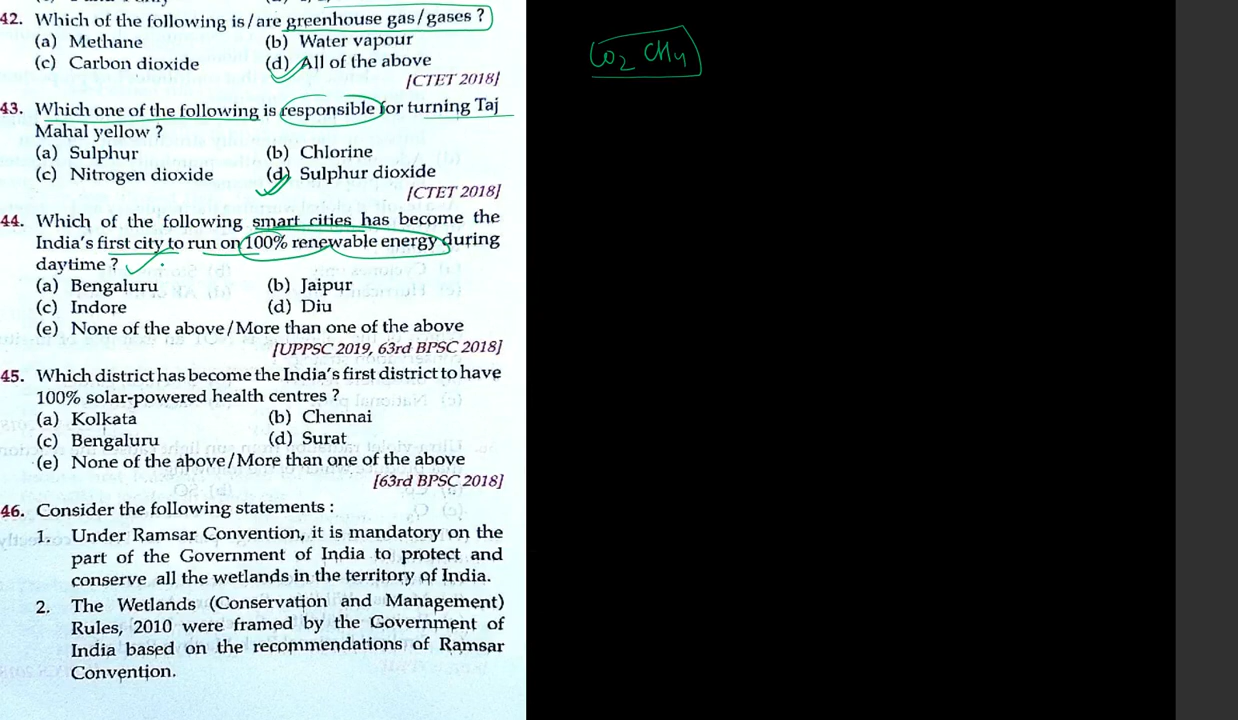 42. Which of the following is/are greenhouse gas/gases ?
(a) Methane (b) Water vapour
(c) Carbon dioxide (d) All of the above
[CTET 2018]
43. Which one of the following is responsible for turning Taj
Mahal yellow ?
(a) Sulphur (b) Chlorine
(c) Nitrogen dioxide (d) Sulphur dioxide
[CTET 2018]
44. Which of the following smart cities has become the
India's first city to run on 100% renewable energy during
daytime ?
(a) Bengaluru (b) Jaipur
(c) Indore (d) Diu
(e) None of the above/More than one of the above
[UPPSC 2019, 63rd BPSC 2018]
45. Which district has become the India's first district to have
100% solar-powered health centres ?
(a) Kolkata (b) Chennai
(c) Bengaluru (d) Surat
(e) None of the above/More than one of the above
[63rd BPSC 2018]
46. Consider the following statements :
1. Under Ramsar Convention, it is mandatory on the
part of the Government of India to protect and
conserve all the wetlands in the territory of India.
2. The Wetlands (Conservation and Management)
Rules, 2010 were framed by the Government of
India based on the recommendations of Ramsar
Convention.
CO2 CH4